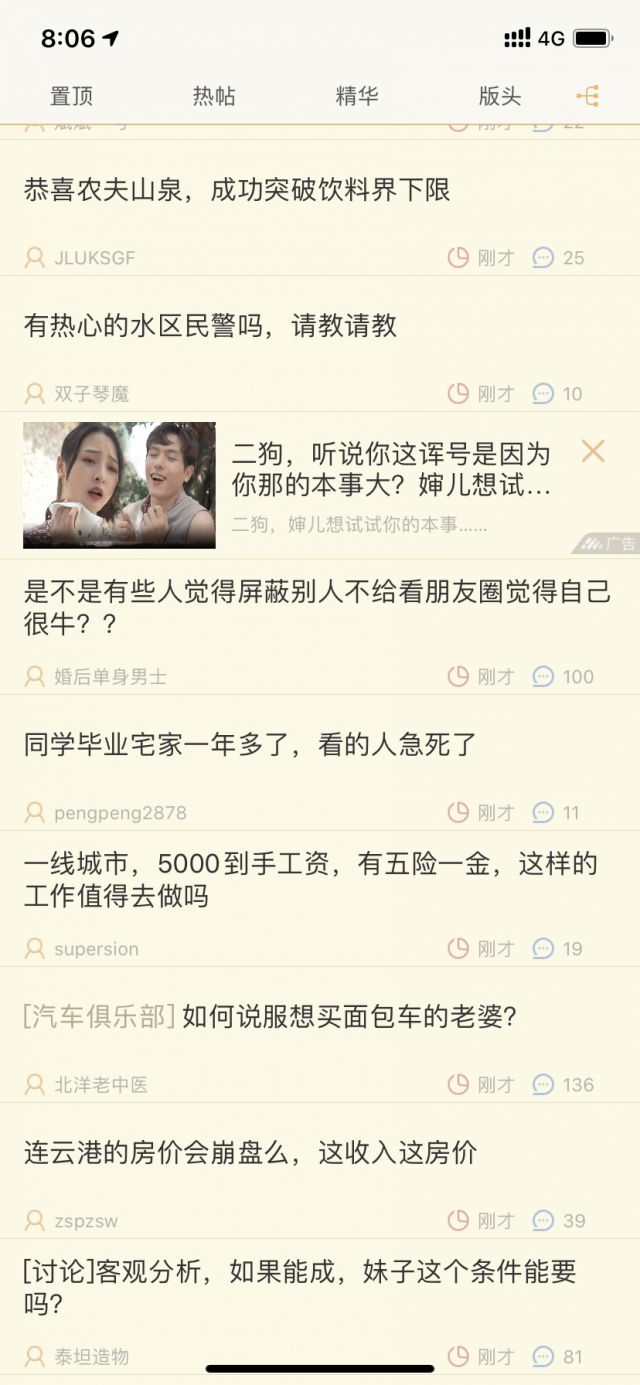 8:06
4G
置顶
热帖
精华
版头
刚才
22
恭喜农夫山泉，成功突破饮料界下限
JLUKSGF
刚才
25
有热心的水区民警吗，请教请教
双子琴魔
刚才
10
二狗，听说你这诨号是因为
你那的本事大？婶儿想试...
二狗，婶儿想试试你的本事......
广告
是不是有些人觉得屏蔽别人不给看朋友圈觉得自己
很牛？？
婚后单身男士
刚才
100
同学毕业宅家一年多了，看的人急死了
pengpeng2878
刚才
11
一线城市，5000到手工资，有五险一金，这样的
工作值得去做吗
supersion
刚才
19
[汽车俱乐部] 如何说服想买面包车的老婆?
北洋老中医
刚才
136
连云港的房价会崩盘么，这收入这房价
zspzsw
刚才
39
[讨论]客观分析，如果能成，妹子这个条件能要
吗?
泰坦造物
刚才
81